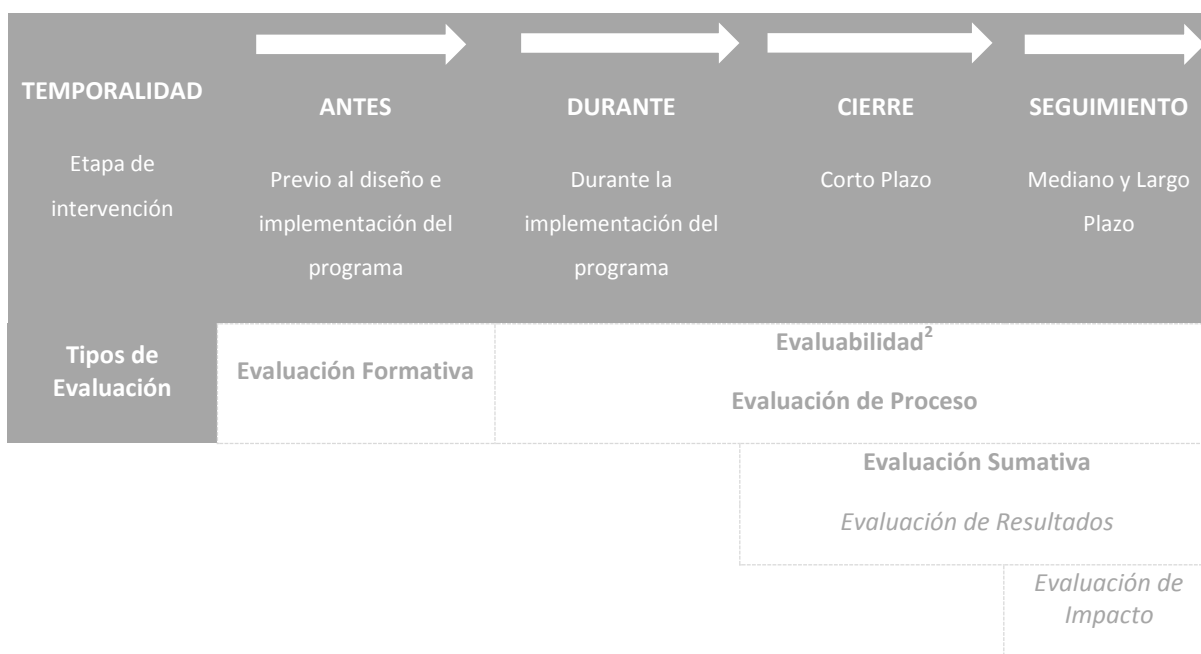 TEMPORALIDAD
Etapa de
intervención
ANTES
Previo al diseño e
implementación del
programa
DURANTE
Durante la
implementación del
programa
CIERRE
Corto Plazo
SEGUIMIENTO
Mediano y Largo
Plazo
Tipos de
Evaluación
Evaluación Formativa
Evaluabilidad²
Evaluación de Proceso
Evaluación Sumativa
Evaluación de Resultados
Evaluación de
Impacto